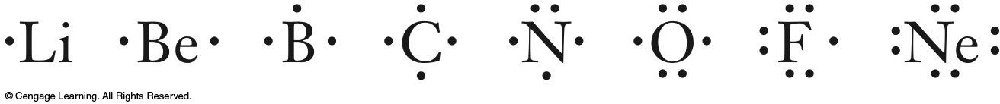 Li Be B C N O F Ne
© Cengage Learning. All Rights Reserved.